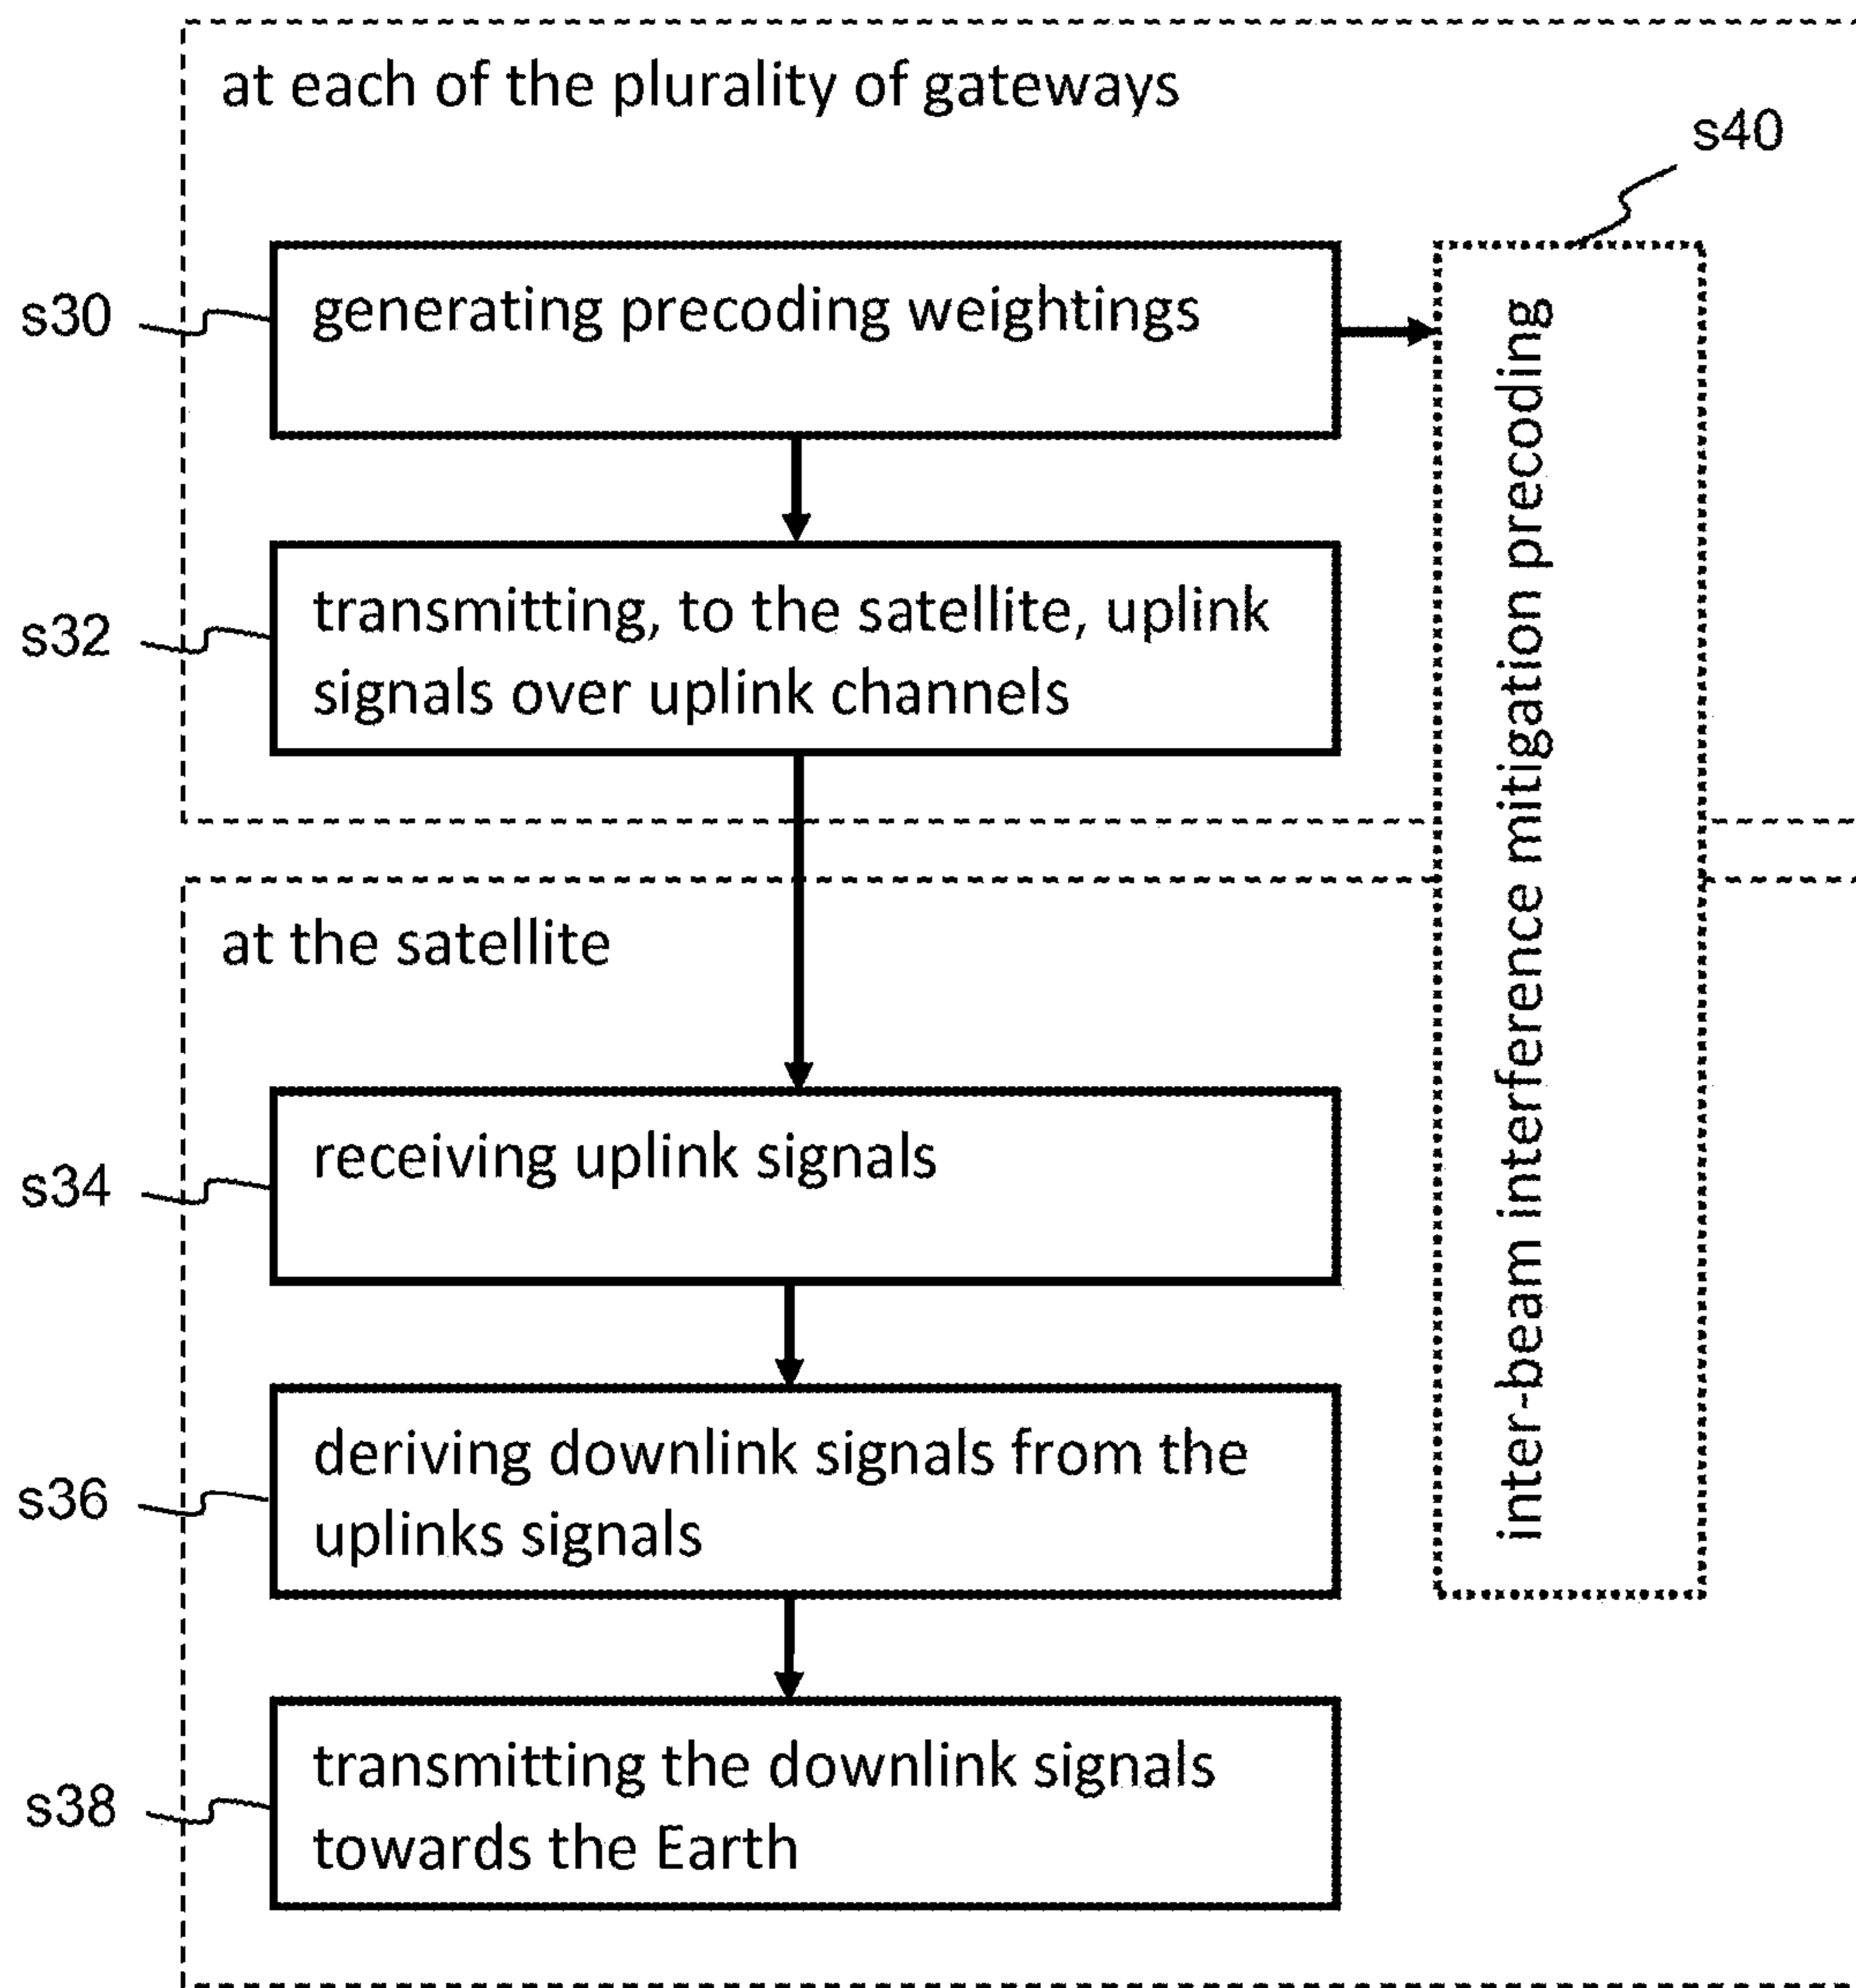 at each of the plurality of gateways
s40
s30
generating precoding weightings
s32
transmitting, to the satellite, uplink
signals over uplink channels
inter-beam interference mitigation precoding
at the satellite
s34
receiving uplink signals
s36
deriving downlink signals from the
uplinks signals
s38
transmitting the downlink signals
towards the Earth